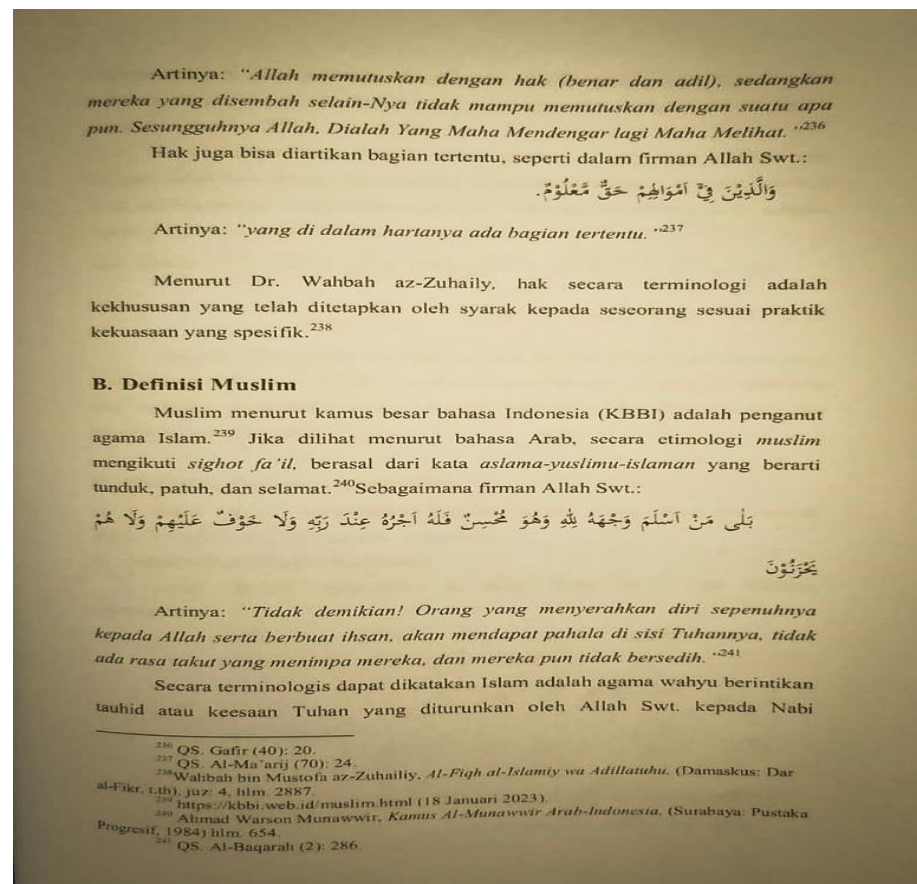 Artinya: “Allah memutuskan dengan hak (benar dan adil), sedangkan
mereka yang disembah selain-Nya tidak mampu memutuskan dengan suatu apa
pun. Sesungguhnya Allah, Dialah Yang Maha Mendengar lagi Maha Melihat.”236
Hak juga bisa diartikan bagian tertentu, seperti dalam firman Allah Swt.:
وَالَّذِيْنَ فِيْٓ اَمْوَالِهِمْ حَقٌّ مَّعْلُوْمٌ.
Artinya: “yang di dalam hartanya ada bagian tertentu.”237
Menurut Dr. Wahbah az-Zuhaily, hak secara terminologi adalah
kekhususan yang telah ditetapkan oleh syarak kepada seseorang sesuai praktik
kekuasaan yang spesifik.238
B. Definisi Muslim
Muslim menurut kamus besar bahasa Indonesia (KBBI) adalah penganut
agama Islam.239 Jika dilihat menurut bahasa Arab, secara etimologi muslim
mengikuti sighot fa’il, berasal dari kata aslama-yuslimu-islaman yang berarti
tunduk, patuh, dan selamat.240Sebagaimana firman Allah Swt.:
بَلٰى مَنْ اَسْلَمَ وَجْهَهُ لِلّٰهِ وَهُوَ مُحْسِنٌ فَلَهُ اَجْرُهُ عِنْدَ رَبِّهِ وَلَا خَوْفٌ عَلَيْهِمْ وَلَا هُمْ
يَحْزَنُوْنَ
Artinya: “Tidak demikian! Orang yang menyerahkan diri sepenuhnya
kepada Allah serta berbuat ihsan, akan mendapat pahala di sisi Tuhannya, tidak
ada rasa takut yang menimpa mereka, dan mereka pun tidak bersedih.”241
Secara terminologis dapat dikatakan Islam adalah agama wahyu berintikan
tauhid atau keesaan Tuhan yang diturunkan oleh Allah Swt. kepada Nabi
236 QS. Gafir (40): 20.
237 QS. Al-Ma’arij (70): 24.
238Wahbah bin Mustofa az-Zuhailiy, Al-Fiqh al-Islamiy wa Adillatuhu, (Damaskus: Dar
al-Fikr, t.th), juz: 4, hlm. 2887.
239 https://kbbi.web.id/muslim.html (18 Januari 2023).
240 Ahmad Warson Munawwir, Kamus Al-Munawwir Arab-Indonesia, (Surabaya: Pustaka
Progresif, 1984) hlm. 654.
241 QS. Al-Baqarah (2): 286.